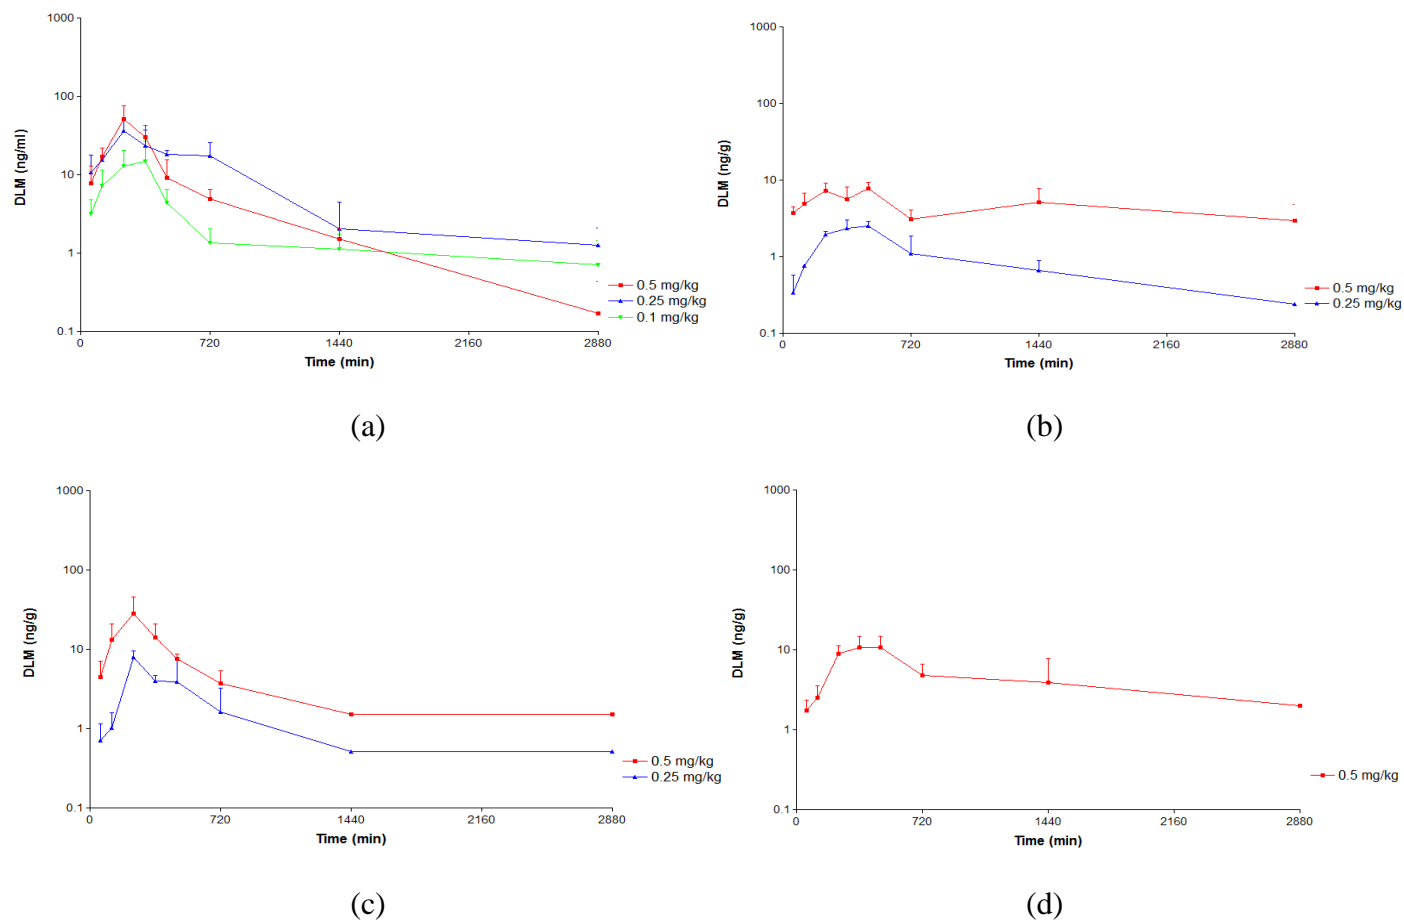 1000
100
10
1
0.1
DLM (ng/ml)
0 720 1440 2160 2880
Time (min)
0.5 mg/kg
0.25 mg/kg
0.1 mg/kg
(a)
1000
100
10
1
0.1
DLM (ng/g)
0 720 1440 2160 2880
Time (min)
0.5 mg/kg
0.25 mg/kg
(b)
1000
100
10
1
0.1
DLM (ng/g)
0 720 1440 2160 2880
Time (min)
0.5 mg/kg
0.25 mg/kg
(c)
1000
100
10
1
0.1
DLM (ng/g)
0 720 1440 2160 2880
Time (min)
0.5 mg/kg
(d)